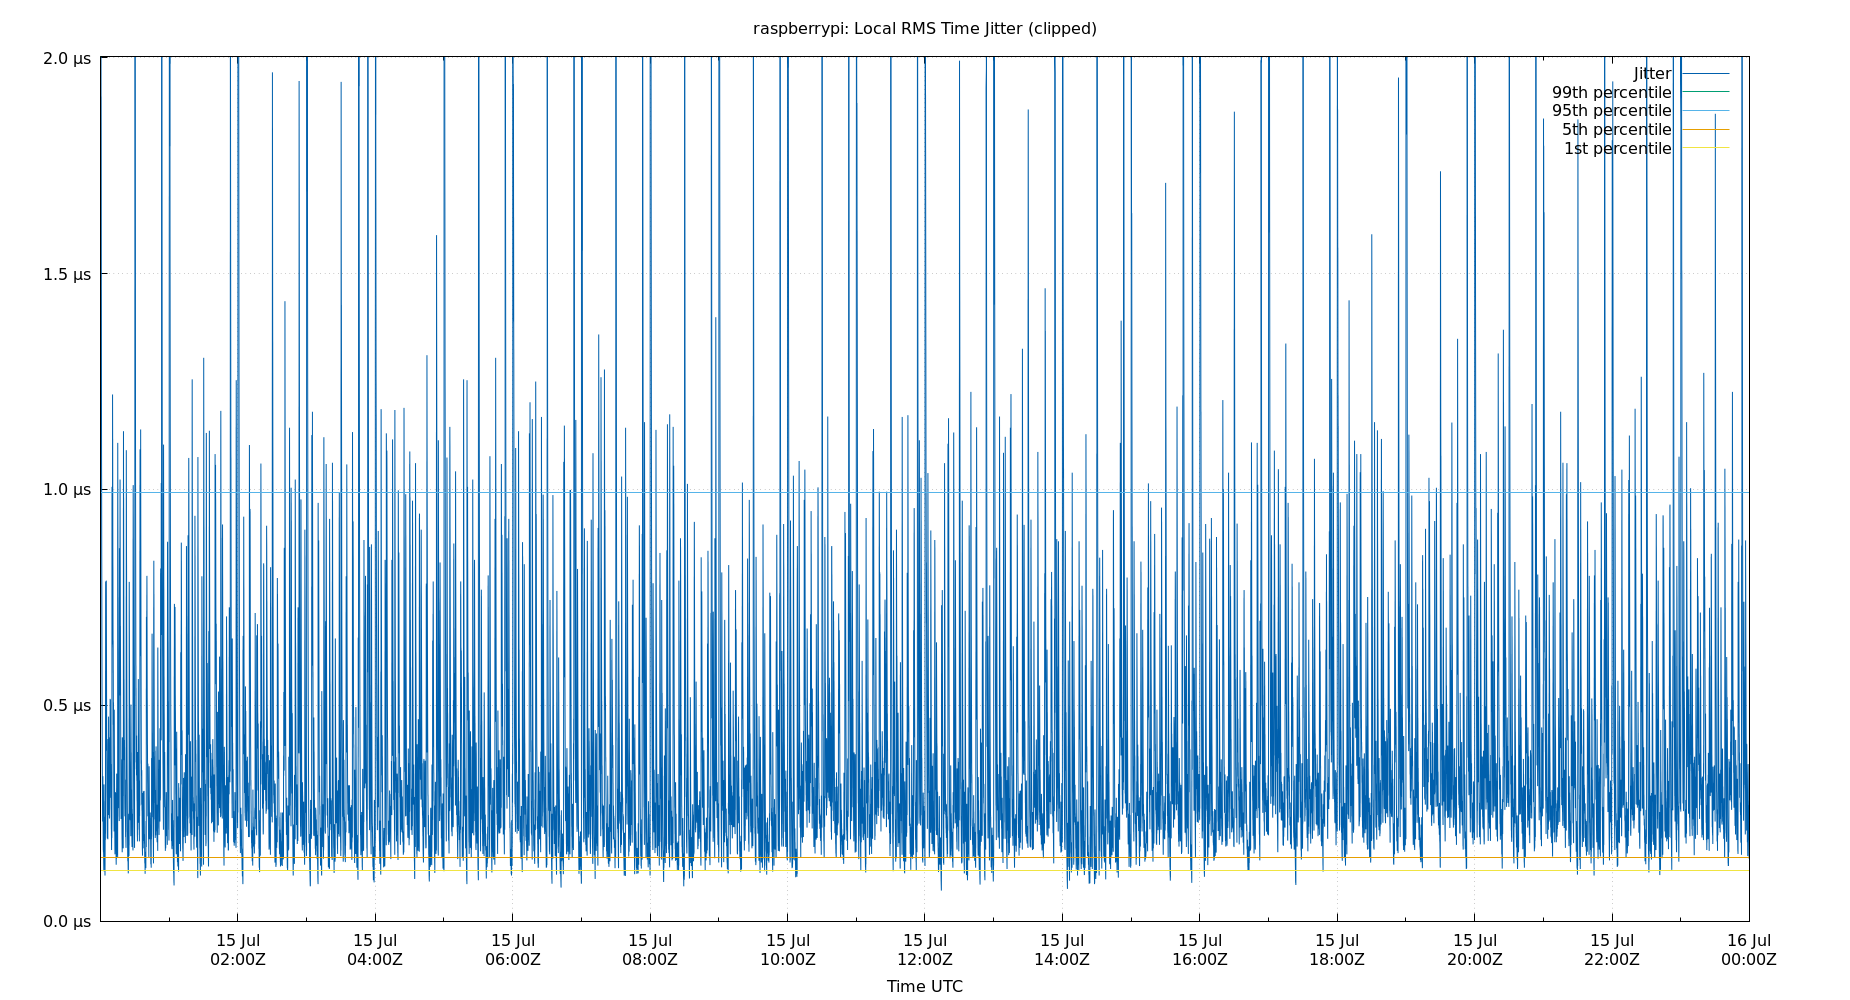 raspberrypi: Local RMS Time Jitter (clipped)
2.0 µs
1.5 µs
1.0 µs
0.5 µs
0.0 µs
Jitter
99th percentile
95th percentile
5th percentile
1st percentile
15 Jul 15 Jul 15 Jul 15 Jul 15 Jul 15 Jul 15 Jul 15 Jul 15 Jul 15 Jul 15 Jul 16 Jul
02:00Z 04:00Z 06:00Z 08:00Z 10:00Z 12:00Z 14:00Z 16:00Z 18:00Z 20:00Z 22:00Z 00:00Z
Time UTC